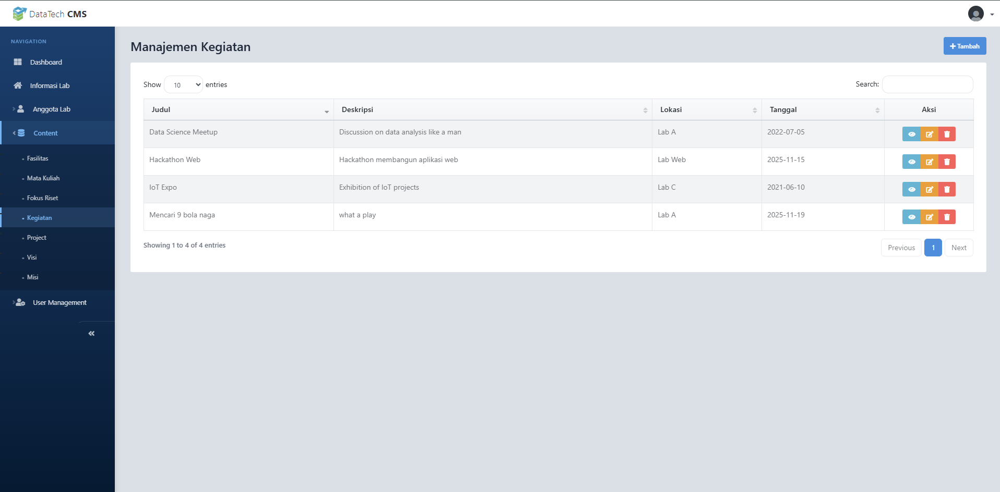 DataTech CMS
NAVIGATION
Dashboard
Informasi Lab
Anggota Lab
Content
Fasilitas
Mata Kuliah
Fokus Riset
Kegiatan
Project
Visi
Misi
User Management
Manajemen Kegiatan
Tambah
Show 10 entries
Search:
Judul Deskripsi Lokasi Tanggal Aksi
Data Science Meetup Discussion on data analysis like a man Lab A 2022-07-05
Hackathon Web Hackathon membangun aplikasi web Lab Web 2025-11-15
IoT Expo Exhibition of IoT projects Lab C 2021-06-10
Mencari 9 bola naga what a play Lab A 2025-11-19
Showing 1 to 4 of 4 entries
Previous 1 Next